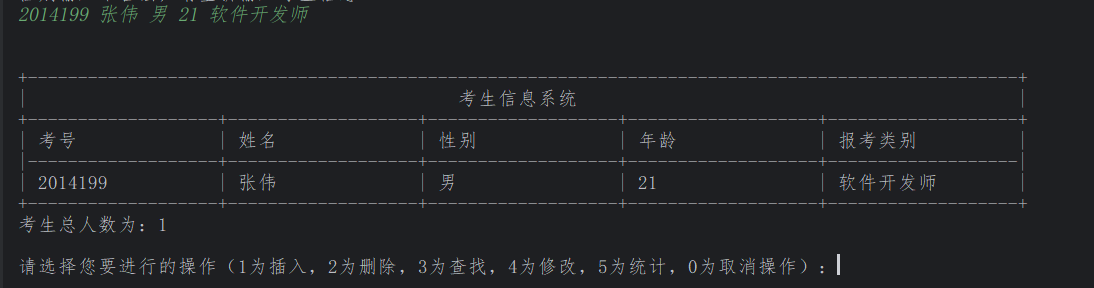 2014199 张伟 男 21 软件开发师
考生信息系统
考号 姓名 性别 年龄 报考类别
2014199 张伟 男 21 软件开发师
考生总人数为：1
请选择您要进行的操作（1为插入，2为删除，3为查找，4为修改，5为统计，0为取消操作）：